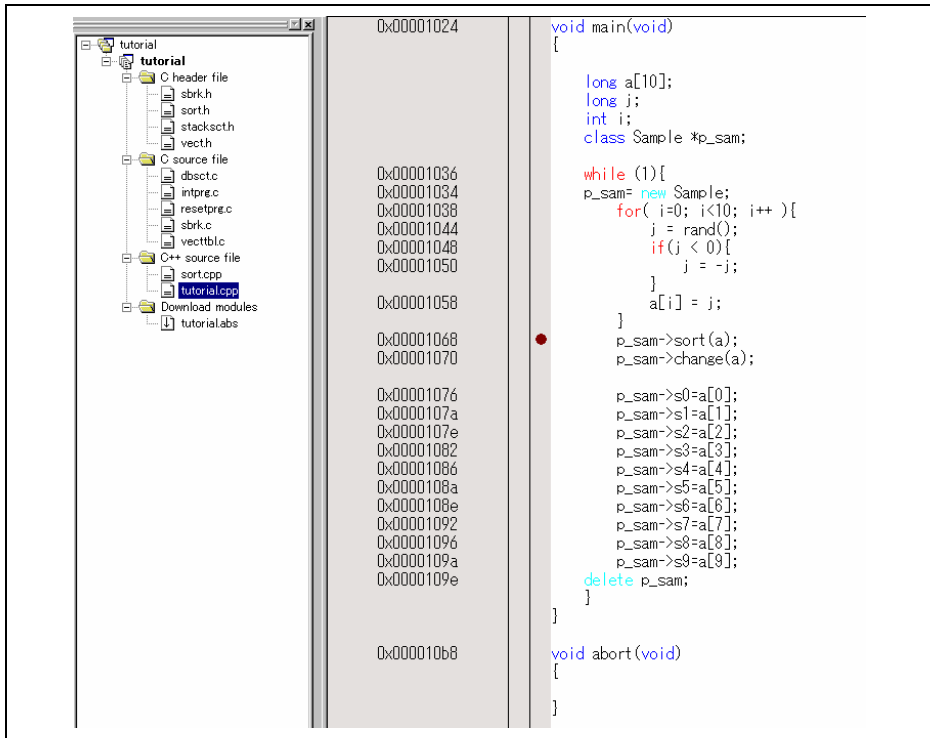 tutorial
tutorial
C header file
sbrk.h
sort.h
stacksct.h
vect.h
C source file
dbsct.c
intprg.c
resetprg.c
sbrk.c
vecttbl.c
C++ source file
sort.cpp
tutorial.cpp
Download modules
tutorial.abs
0x00001024 void main(void)
{
long a[10];
long j;
int i;
class Sample *p_sam;
0x00001036 while (1){
0x00001034 p_sam= new Sample;
0x00001038 for( i=0; i<10; i++ ){
0x00001044 j = rand();
0x00001048 if(j < 0){
0x00001050 j = -j;
}
0x00001058 a[i] = j;
}
0x00001068 p_sam->sort(a);
0x00001070 p_sam->change(a);
0x00001076 p_sam->s0=a[0];
0x0000107a p_sam->s1=a[1];
0x0000107e p_sam->s2=a[2];
0x00001082 p_sam->s3=a[3];
0x00001086 p_sam->s4=a[4];
0x0000108a p_sam->s5=a[5];
0x0000108e p_sam->s6=a[6];
0x00001092 p_sam->s7=a[7];
0x00001096 p_sam->s8=a[8];
0x0000109a p_sam->s9=a[9];
0x0000109e delete p_sam;
}
}
0x000010b8 void abort(void)
{
}